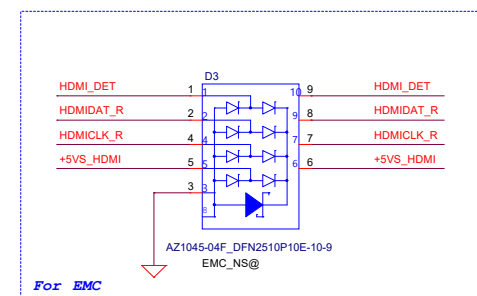 D3
HDMI_DET 1 1 10 9 HDMI_DET
HDMIDAT_R 2 2 9 8 HDMIDAT_R
HDMICLK_R 4 4 7 7 HDMICLK_R
+5VS_HDMI 5 5 6 6 +5VS_HDMI
3 3
8
AZ1045-04F_DFN2510P10E-10-9
EMC_NS@
For EMC